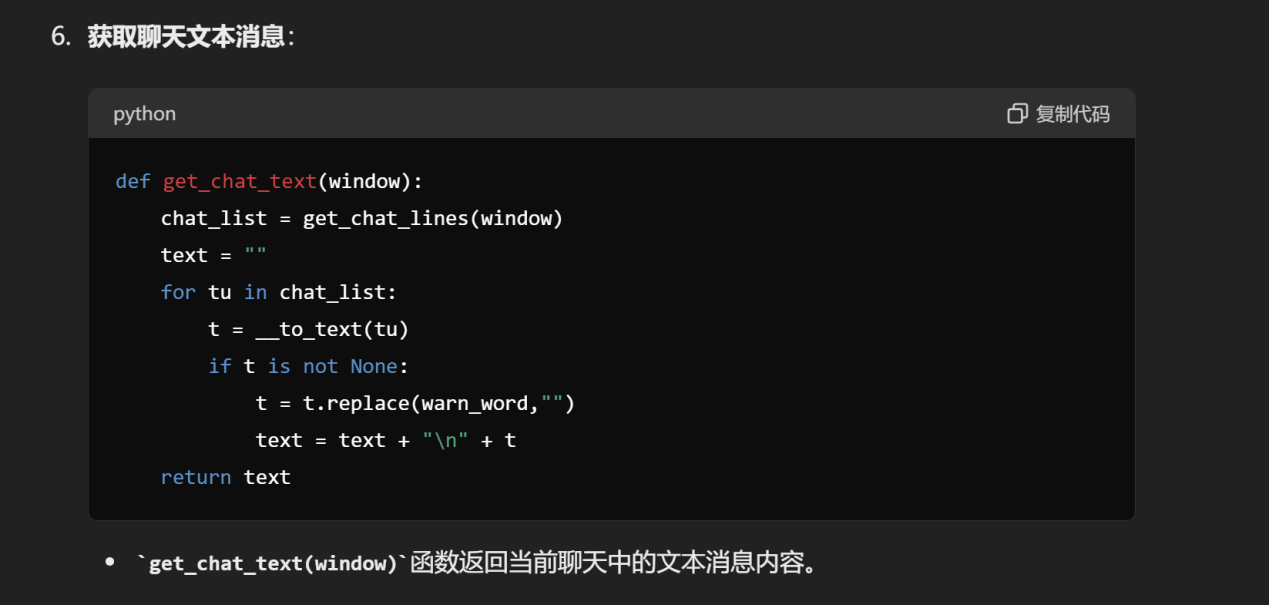 6. 获取聊天文本消息：
python
复制代码
def get_chat_text(window):
    chat_list = get_chat_lines(window)
    text = ""
    for tu in chat_list:
        t = __to_text(tu)
        if t is not None:
            t = t.replace(warn_word,"")
            text = text + "\n" + t
    return text
• `get_chat_text(window)`函数返回当前聊天中的文本消息内容。